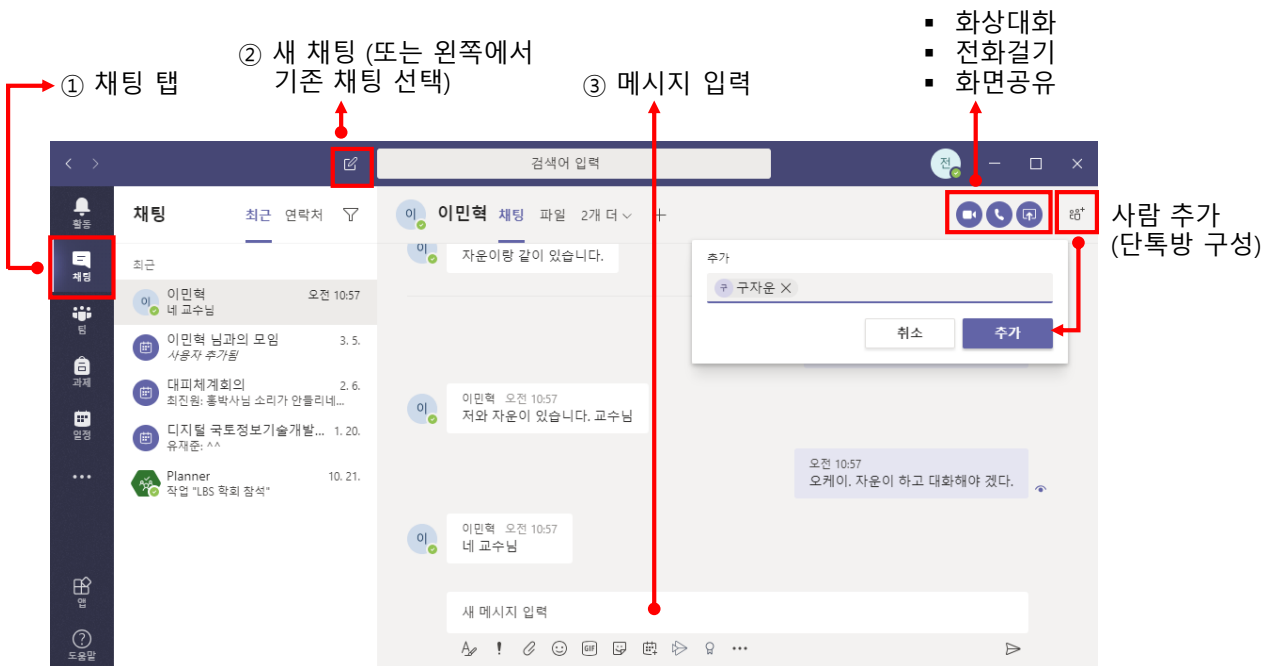 ▪ 화상대화
▪ 전화걸기
▪ 화면공유
① 채팅 탭
② 새 채팅 (또는 왼쪽에서
기존 채팅 선택)
③ 메시지 입력
사람 추가
(단톡방 구성)
검색어 입력
전
활동
채팅
팀
과제
일정
앱
도움말
채팅
최근 연락처
최근
이
이민혁 오전 10:57
네 교수님
이민혁 님과의 모임 3. 5.
사용자 추가됨
대피체계회의 2. 6.
최진원: 홍박사님 소리가 안들리네...
디지털 국토정보기술개발... 1. 20.
유재준: ^^
Planner 10. 21.
작업 "LBS 학회 참석"
이 이민혁 채팅 파일 2개 더
이
자운이랑 같이 있습니다.
추가
구 구자운
취소 추가
이
이민혁 오전 10:57
저와 자운이 있습니다. 교수님
오전 10:57
오케이. 자운이 하고 대화해야 겠다.
이
이민혁 오전 10:57
네 교수님
새 메시지 입력
GIF